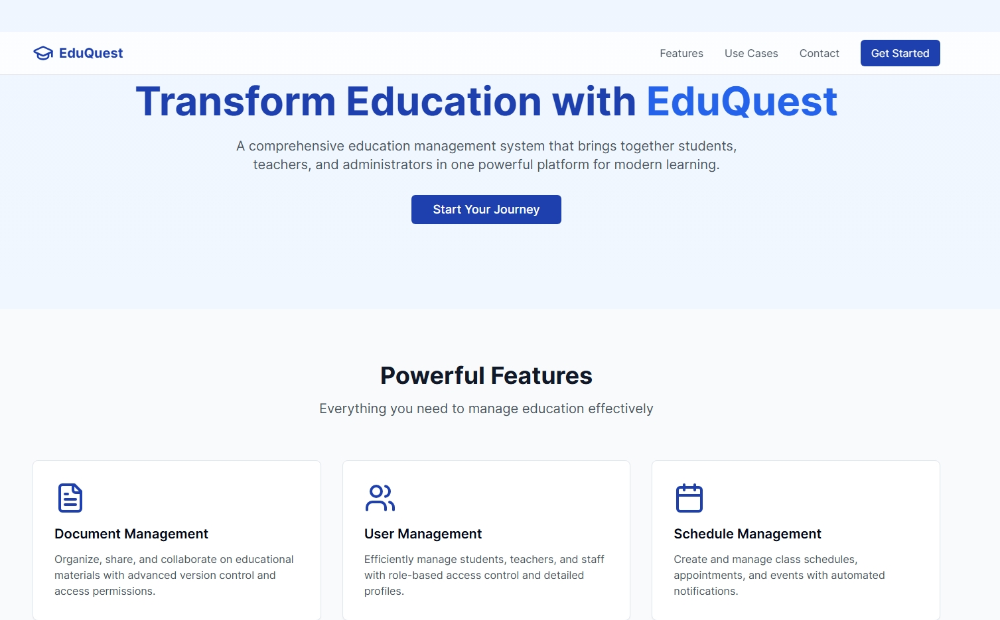 EduQuest
Features
Use Cases
Contact
Get Started
Transform Education with EduQuest
A comprehensive education management system that brings together students,
teachers, and administrators in one powerful platform for modern learning.
Start Your Journey
Powerful Features
Everything you need to manage education effectively
Document Management
Organize, share, and collaborate on educational
materials with advanced version control and
access permissions.
User Management
Efficiently manage students, teachers, and staff
with role-based access control and detailed
profiles.
Schedule Management
Create and manage class schedules,
appointments, and events with automated
notifications.